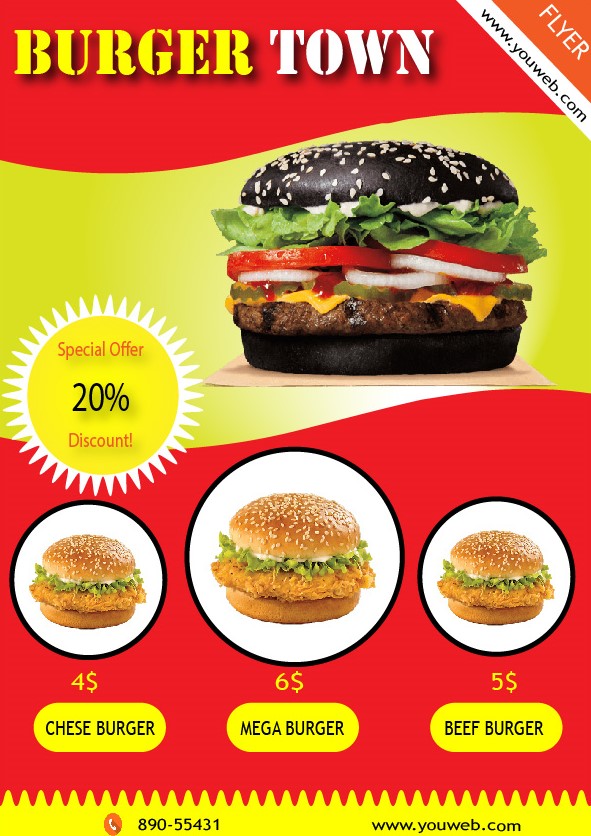 BURGER TOWN
FLYER
www.youweb.com
Special Offer
20%
Discount!
4$
6$
5$
CHESE BURGER
MEGA BURGER
BEEF BURGER
890-55431
www.youweb.com